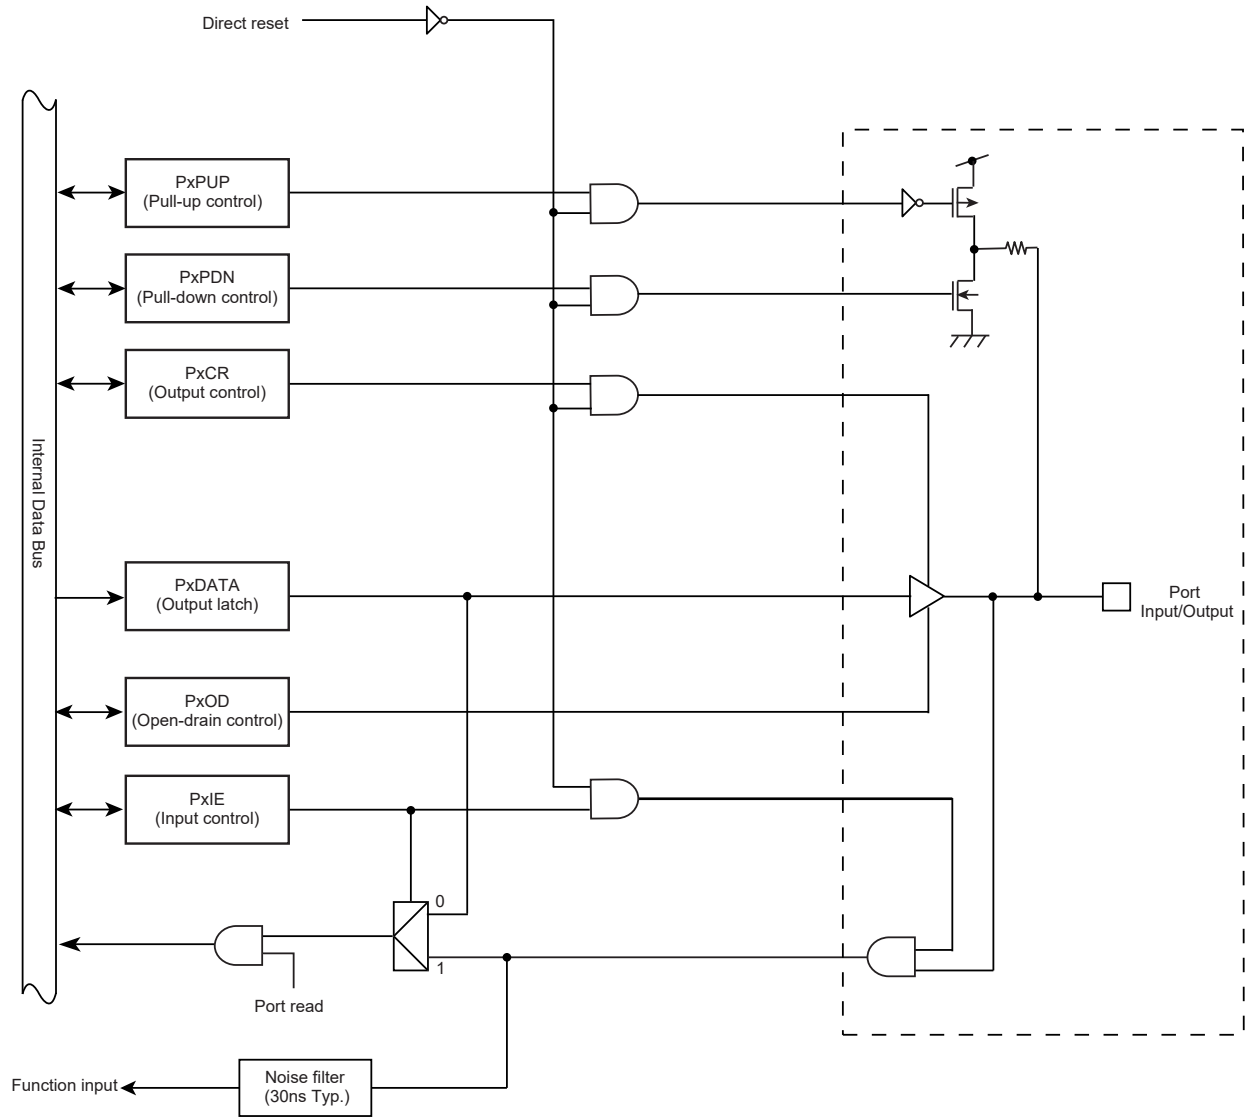 Direct reset
PxPUP
(Pull-up control)
PxPDN
(Pull-down control)
PxCR
(Output control)
Internal Data Bus
PxDATA
(Output latch)
Port
Input/Output
PxOD
(Open-drain control)
PxIE
(Input control)
0
1
Port read
Function input
Noise filter
(30ns Typ.)